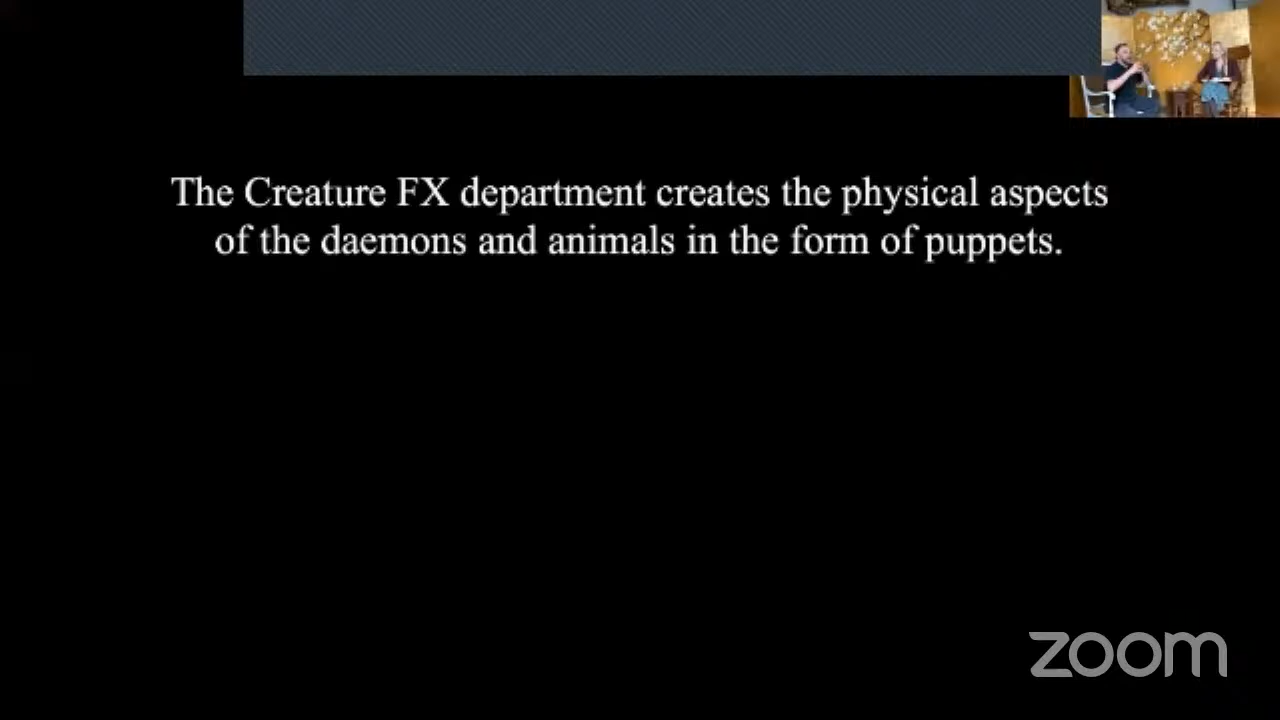 The Creature FX department creates the physical aspects
of the daemons and animals in the form of puppets.
zoom